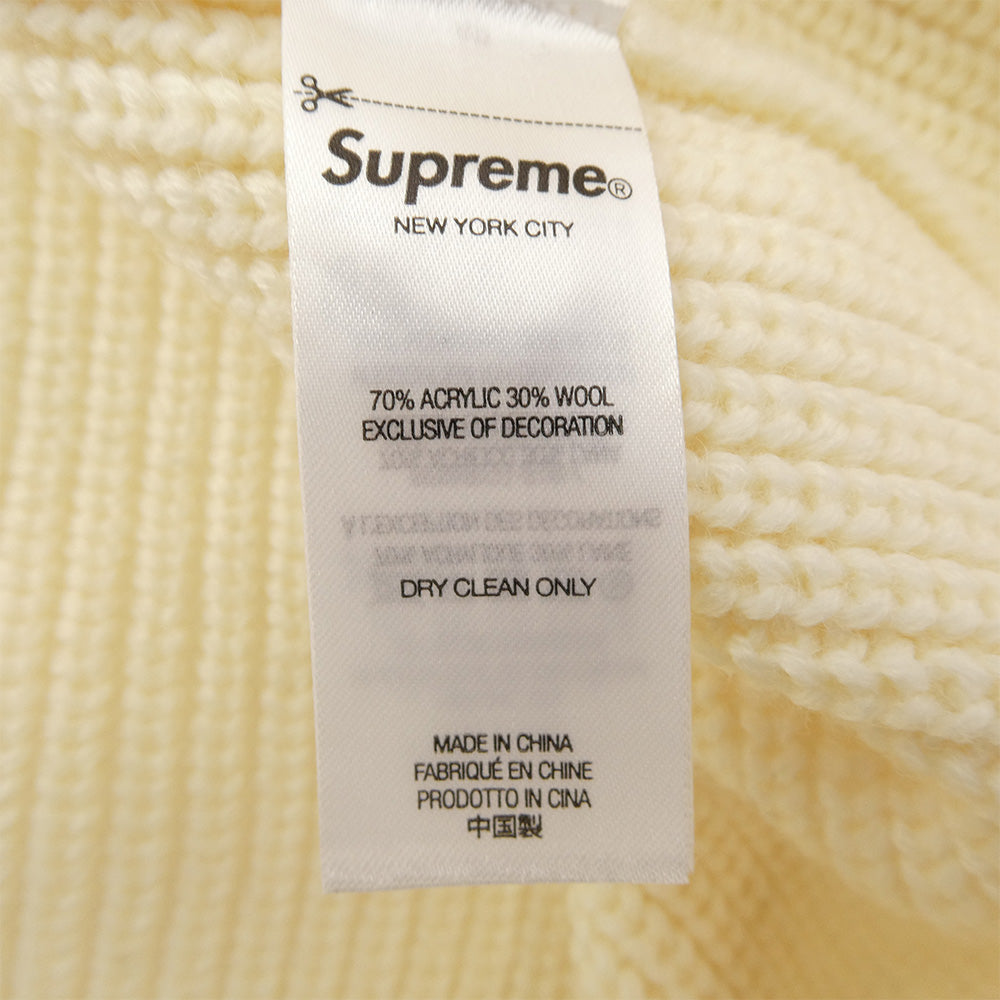 Supreme®
NEW YORK CITY
70% ACRYLIC 30% WOOL
EXCLUSIVE OF DECORATION
DRY CLEAN ONLY
MADE IN CHINA
FABRIQUÉ EN CHINE
PRODOTTO IN CINA
中国製